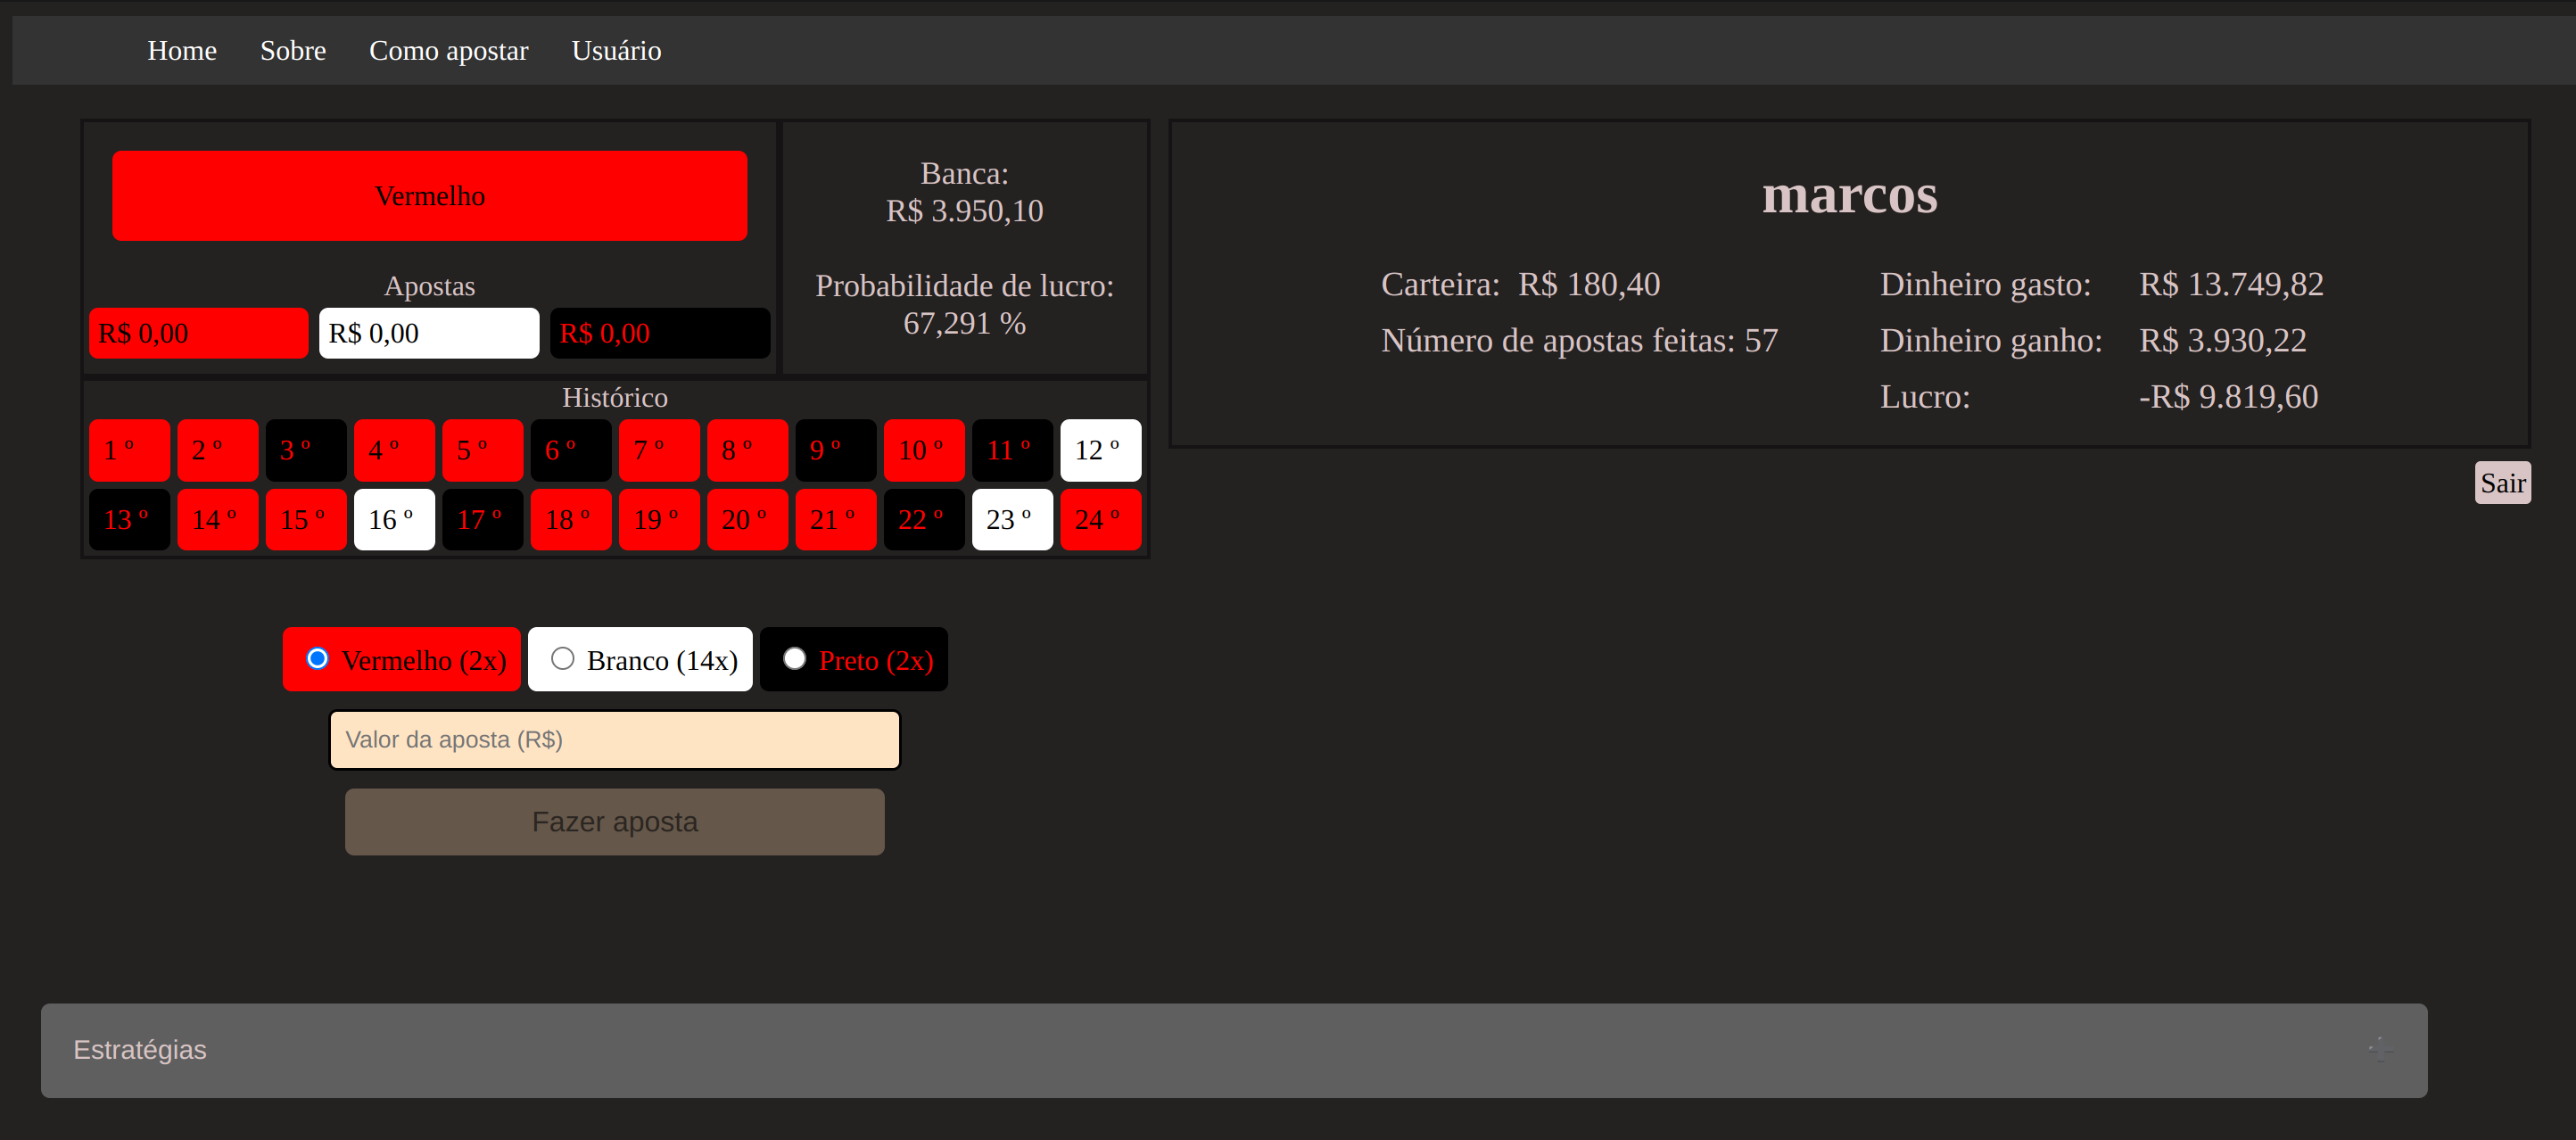 Home Sobre Como apostar Usuário
Vermelho
Apostas
R$ 0,00 R$ 0,00 R$ 0,00
Banca:
R$ 3.950,10
Probabilidade de lucro:
67,291 %
Histórico
1 º 2 º 3 º 4 º 5 º 6 º 7 º 8 º 9 º 10 º 11 º 12 º
13 º 14 º 15 º 16 º 17 º 18 º 19 º 20 º 21 º 22 º 23 º 24 º
marcos
Carteira: R$ 180,40
Número de apostas feitas: 57
Dinheiro gasto: R$ 13.749,82
Dinheiro ganho: R$ 3.930,22
Lucro: -R$ 9.819,60
Sair
Vermelho (2x) Branco (14x) Preto (2x)
Valor da aposta (R$)
Fazer aposta
Estratégias